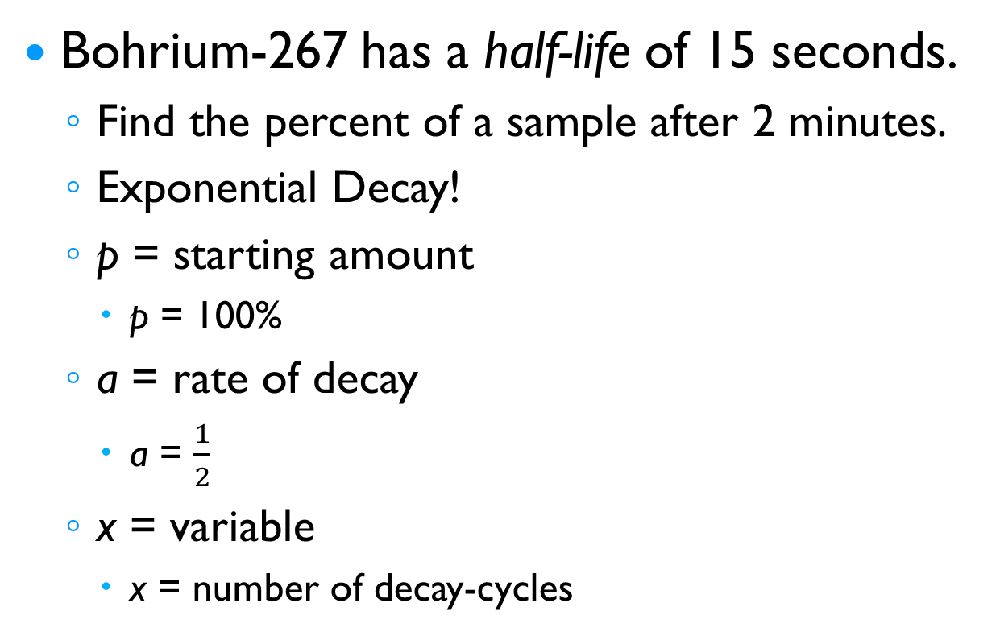 • Bohrium-267 has a half-life of 15 seconds.
◦ Find the percent of a sample after 2 minutes.
◦ Exponential Decay!
◦ p = starting amount
• p = 100%
◦ a = rate of decay
• a = 1/2
◦ x = variable
• x = number of decay-cycles